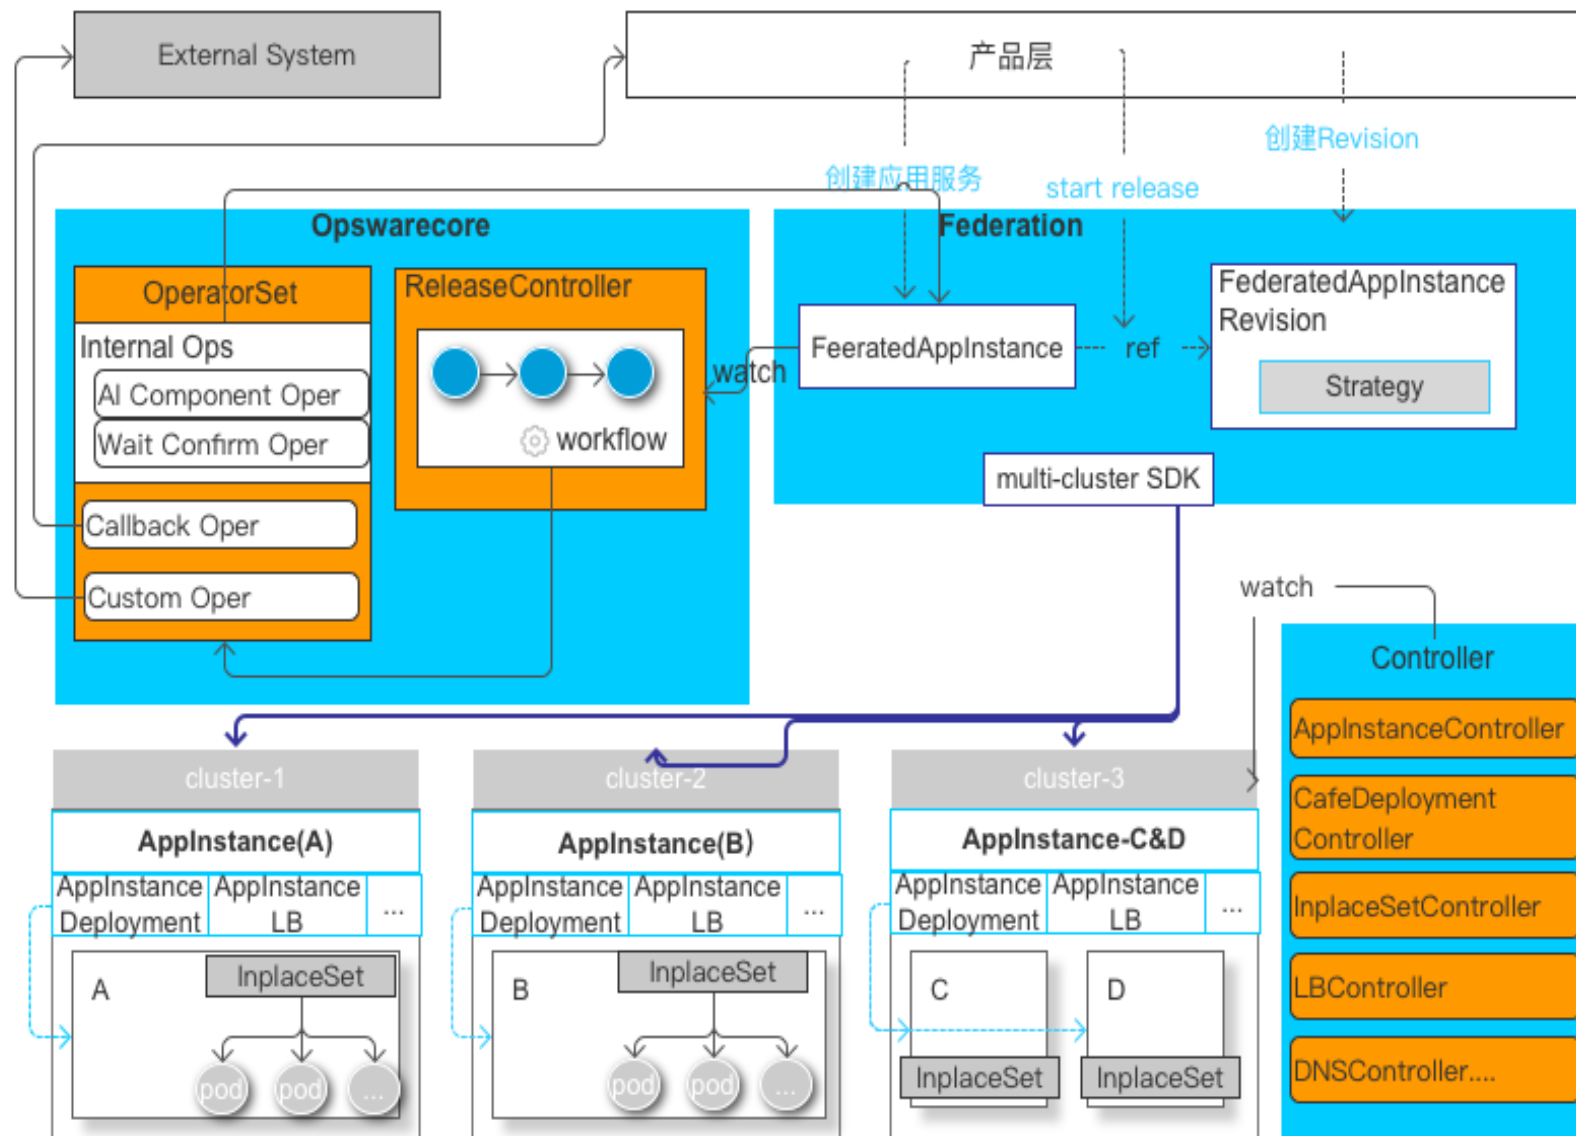 External System
产品层
创建Revision
创建应用服务
start release
Opswarecore
Federation
OperatorSet
ReleaseController
Internal Ops
AI Component Oper
Wait Confirm Oper
workflow
Callback Oper
Custom Oper
watch
FeeratedAppInstance
ref
FederatedAppInstance
Revision
Strategy
multi-cluster SDK
watch
Controller
AppInstanceController
CafeDeployment
Controller
InplaceSetController
LBController
DNSController....
cluster-1
AppInstance(A)
AppInstance
Deployment
AppInstance
LB
...
A
InplaceSet
pod
pod
...
cluster-2
AppInstance(B)
AppInstance
Deployment
AppInstance
LB
...
B
InplaceSet
pod
pod
...
cluster-3
AppInstance-C&D
AppInstance
Deployment
AppInstance
LB
...
C
D
InplaceSet
InplaceSet